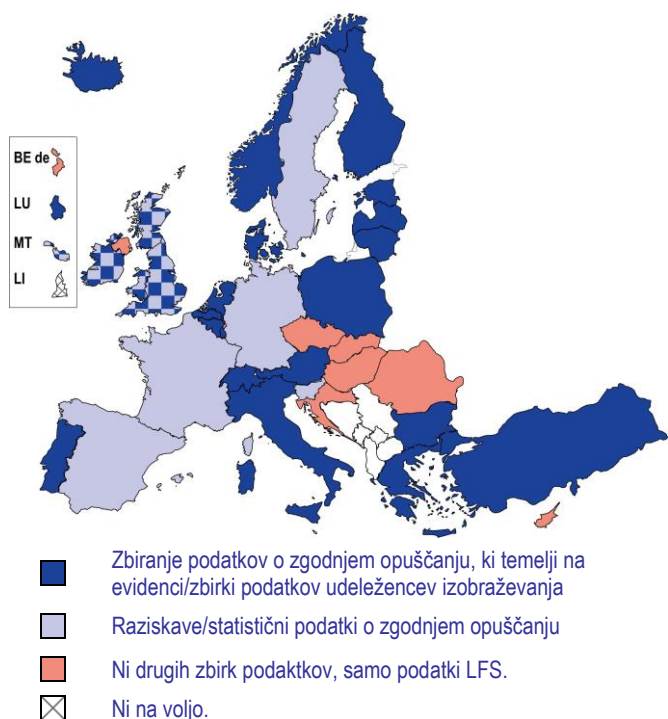 BE de
LU
MT
LI
Zbiranje podatkov o zgodnjem opuščanju, ki temelji na
evidenci/zbirki podatkov udeležencev izobraževanja
Raziskave/statistični podatki o zgodnjem opuščanju
Ni drugih zbirk podaktkov, samo podatki LFS.
Ni na voljo.